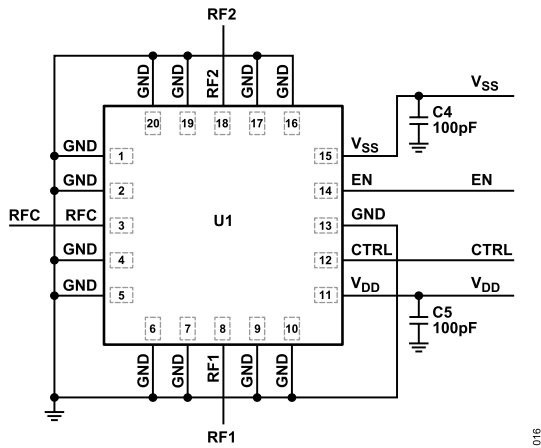 RF2
GND
GND
RF2
GND
GND
20
19
18
17
16
VSS
C4
100pF
GND
1
15
VSS
GND
2
14
EN
EN
RFC
RFC
3
U1
13
GND
GND
4
12
CTRL
CTRL
GND
5
11
VDD
VDD
C5
100pF
6
7
8
9
10
GND
GND
RF1
GND
GND
RF1
016